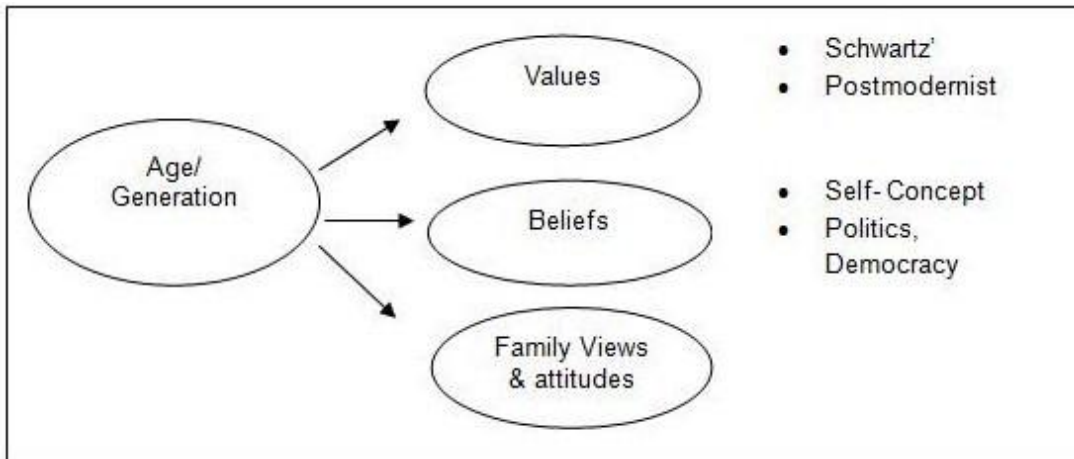 Age/
Generation
Values
• Schwartz'
• Postmodernist
Beliefs
• Self- Concept
• Politics,
Democracy
Family Views
& attitudes